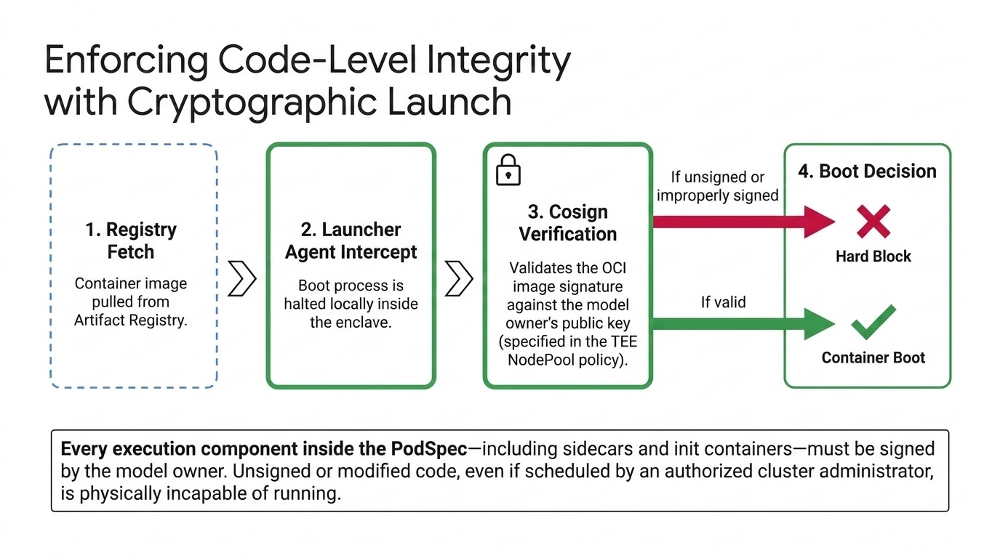 Enforcing Code-Level Integrity
with Cryptographic Launch
1. Registry
Fetch
Container image
pulled from
Artifact Registry.
2. Launcher
Agent Intercept
Boot process is
halted locally inside
the enclave.
3. Cosign
Verification
Validates the OCI
image signature
against the model
owner's public key
(specified in the TEE
NodePool policy).
If unsigned or
improperly signed
If valid
4. Boot Decision
Hard Block
Container Boot
Every execution component inside the PodSpec—including sidecars and init containers—must be signed
by the model owner. Unsigned or modified code, even if scheduled by an authorized cluster administrator,
is physically incapable of running.